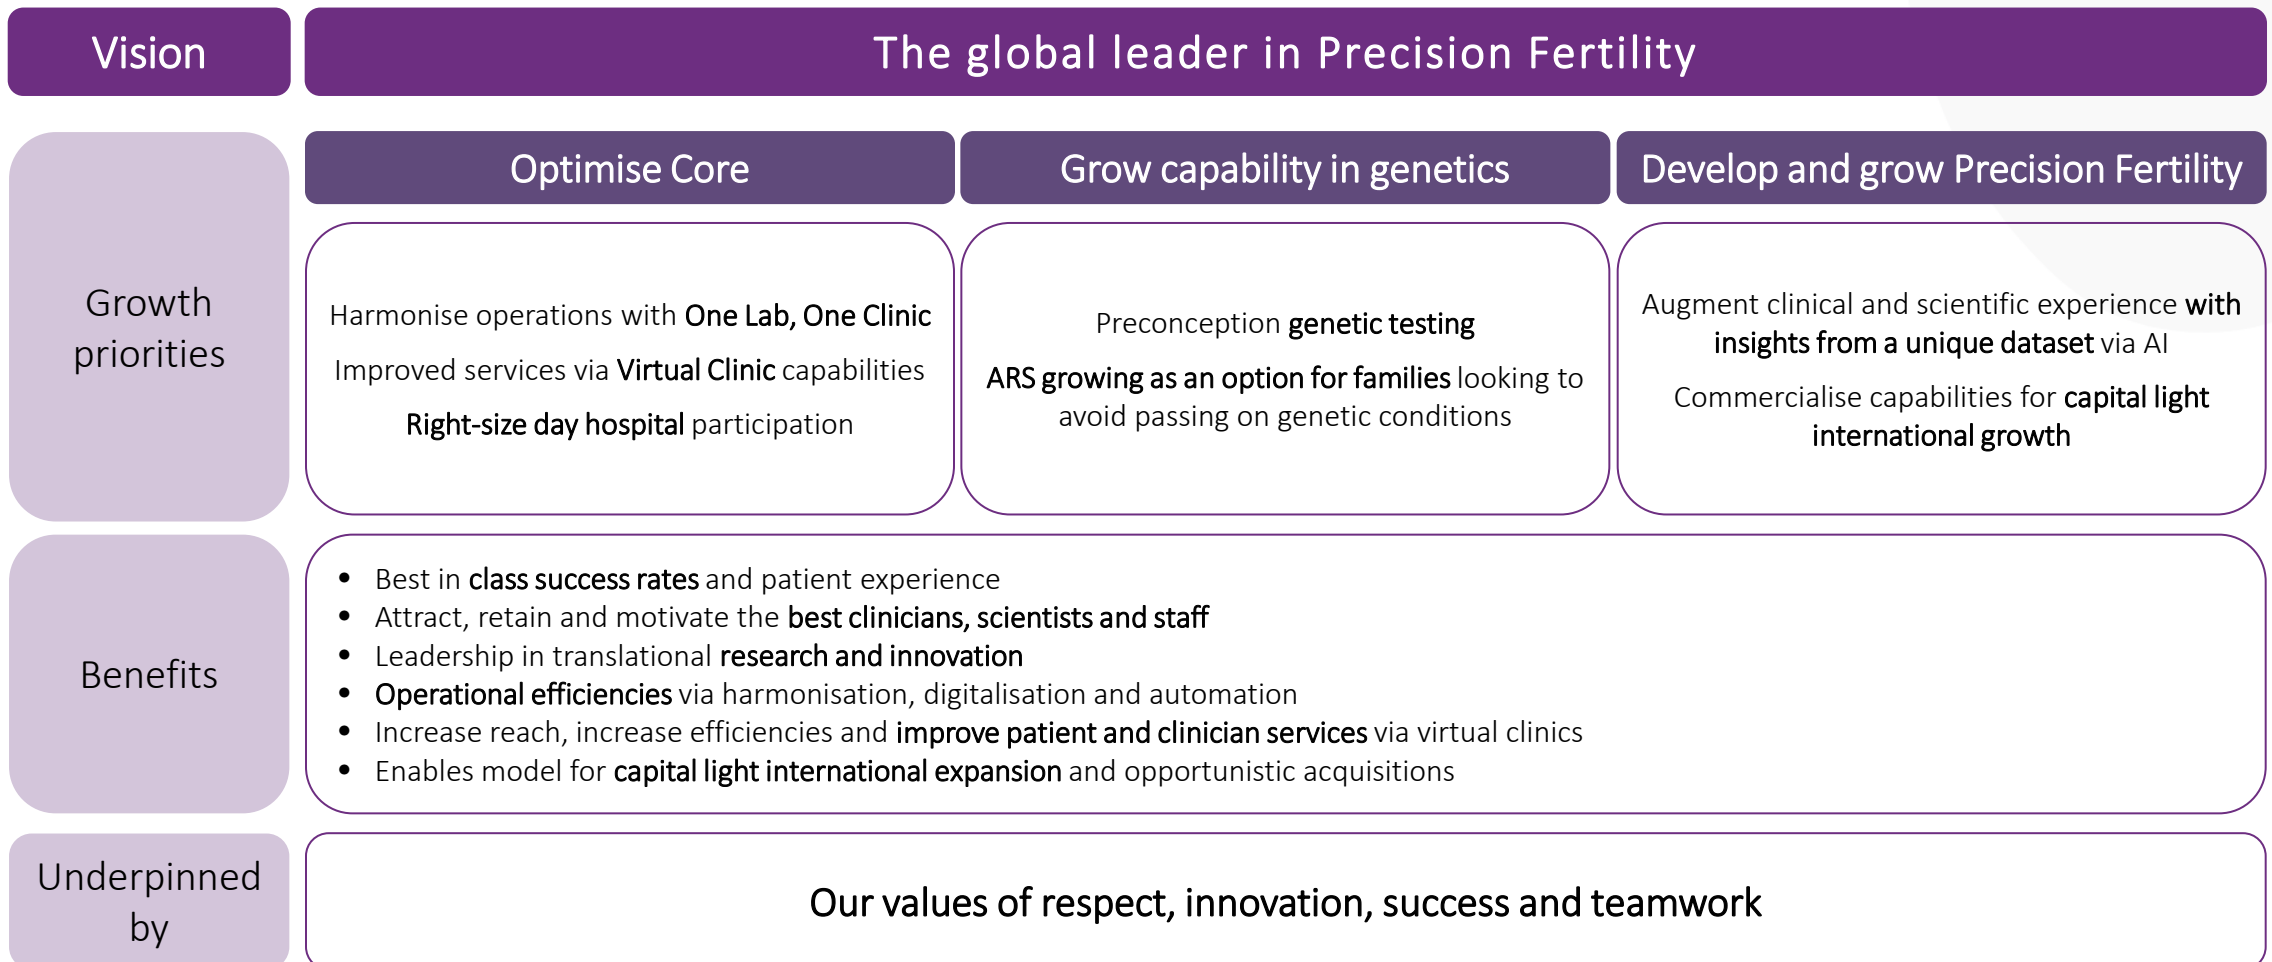 Vision
The global leader in Precision Fertility
Growth
priorities
Optimise Core
Harmonise operations with One Lab, One Clinic
Improved services via Virtual Clinic capabilities
Right-size day hospital participation
Grow capability in genetics
Preconception genetic testing
ARS growing as an option for families looking to
avoid passing on genetic conditions
Develop and grow Precision Fertility
Augment clinical and scientific experience with
insights from a unique dataset via AI
Commercialise capabilities for capital light
international growth
Benefits
• Best in class success rates and patient experience
• Attract, retain and motivate the best clinicians, scientists and staff
• Leadership in translational research and innovation
• Operational efficiencies via harmonisation, digitalisation and automation
• Increase reach, increase efficiencies and improve patient and clinician services via virtual clinics
• Enables model for capital light international expansion and opportunistic acquisitions
Underpinned
by
Our values of respect, innovation, success and teamwork